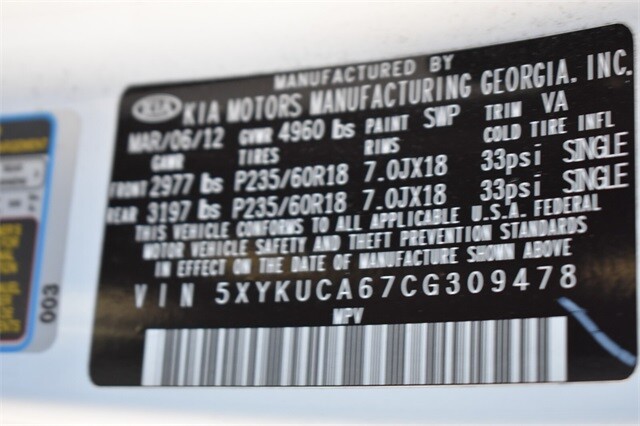 MANUFACTURED BY
KIA KIA MOTORS MANUFACTURING GEORGIA. INC.
MAR/06/12 GVWR 4960 lbs PAINT SWP TRIM VA
GAWR TIRES RIMS COLD TIRE INFL
FRONT 2977 lbs P235/60R18 7.0JX18 33psi SINGLE
REAR 3197 lbs P235/60R18 7.0JX18 33psi SINGLE
THIS VEHICLE CONFORMS TO ALL APPLICABLE U.S.A. FEDERAL
MOTOR VEHICLE SAFETY AND THEFT PREVENTION STANDARDS
IN EFFECT ON THE DATE OF MANUFACTURE SHOWN ABOVE
VIN 5XYKUCA67CG309478
MPV
003